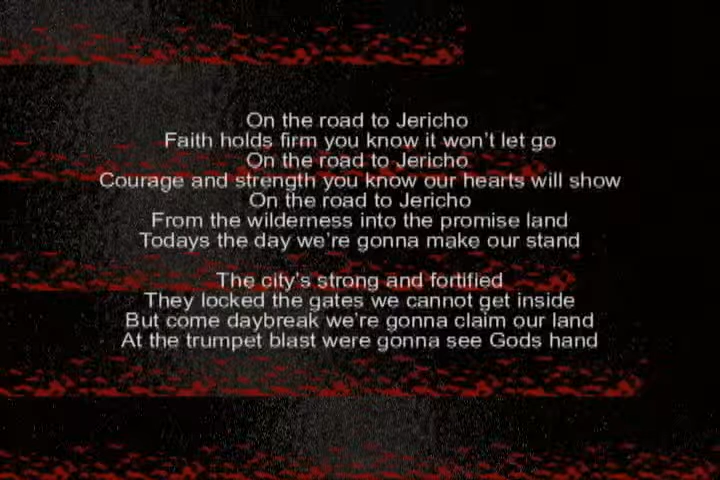 On the road to Jericho
Faith holds firm you know it won't let go
On the road to Jericho
Courage and strength you know our hearts will show
On the road to Jericho
From the wilderness into the promise land
Todays the day we're gonna make our stand
The city's strong and fortified
They locked the gates we cannot get inside
But come daybreak we're gonna claim our land
At the trumpet blast were gonna see Gods hand